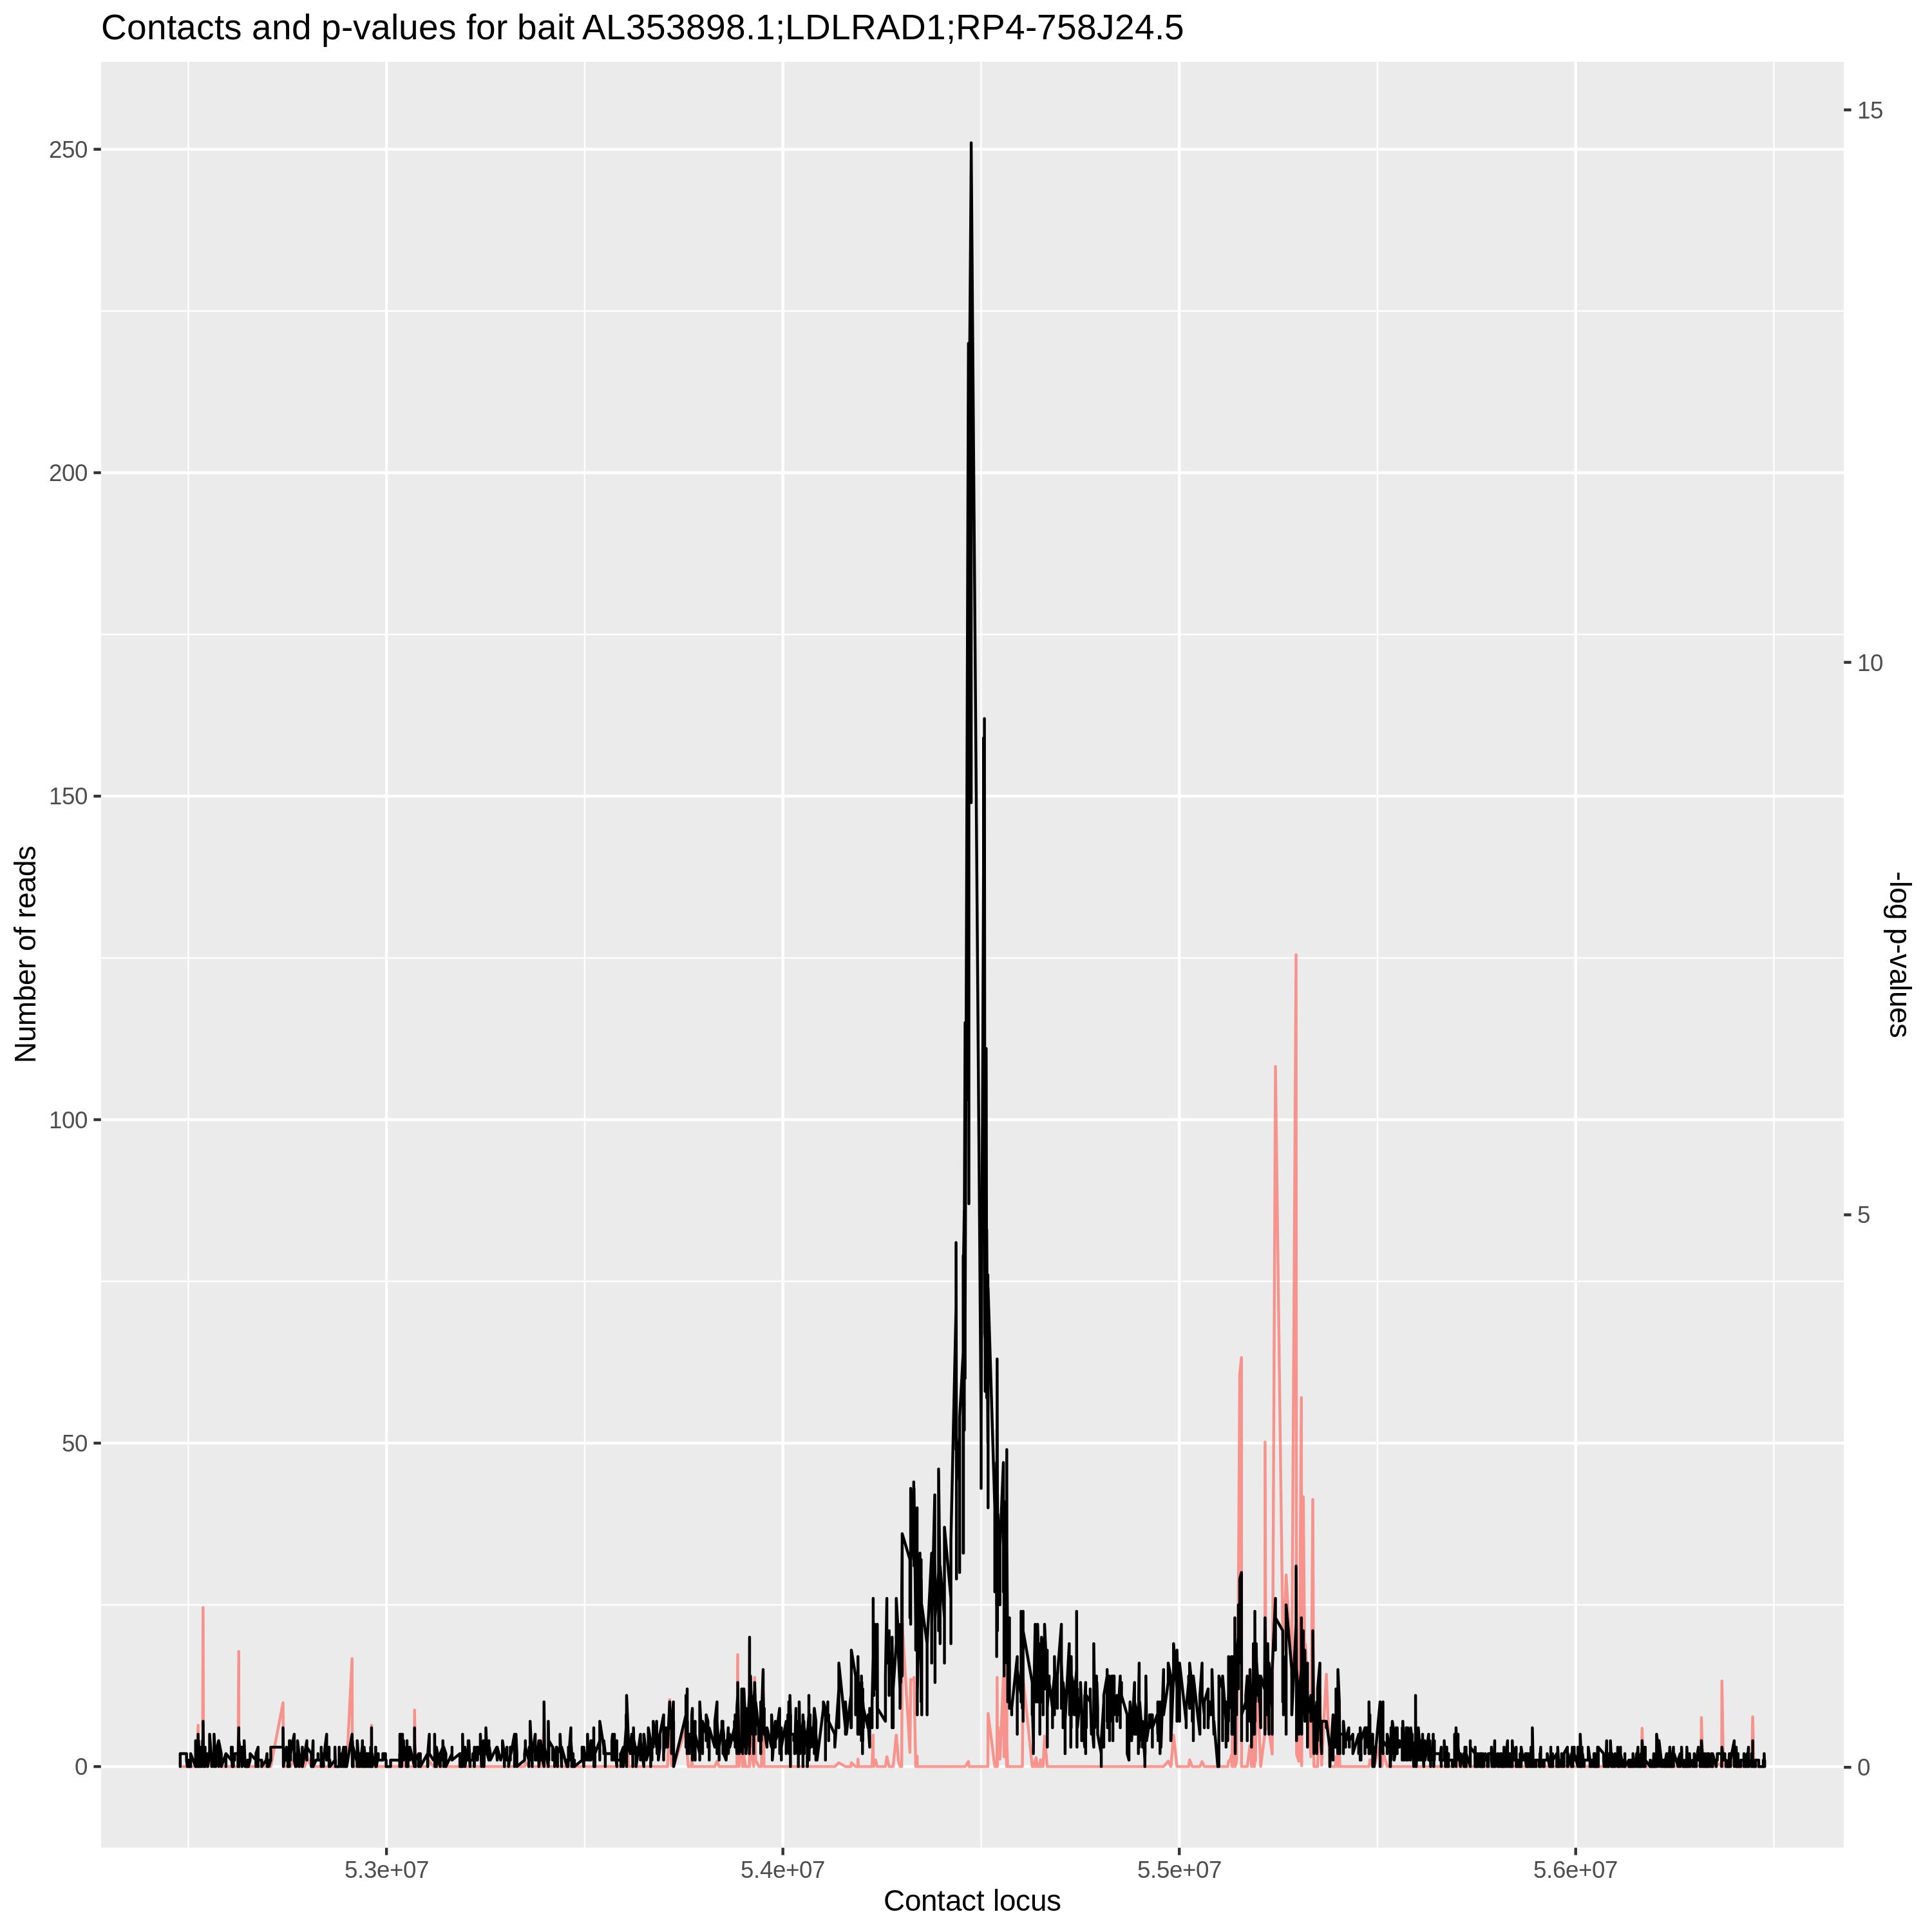 Contacts and p-values for bait AL353898.1;LDLRAD1;RP4-758J24.5
250
200
150
100
50
0
Number of reads
15
10
5
0
-log p-values
5.3e+07
5.4e+07
5.5e+07
5.6e+07
Contact locus